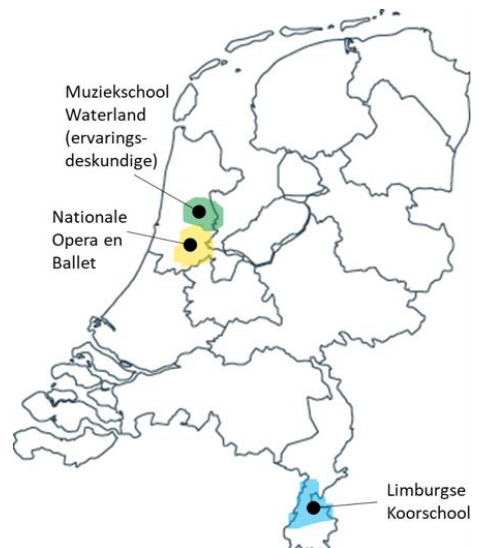 Muziekschool
Waterland
(ervarings-
deskundige)
Nationale
Opera en
Ballet
Limburgse
Koorschool